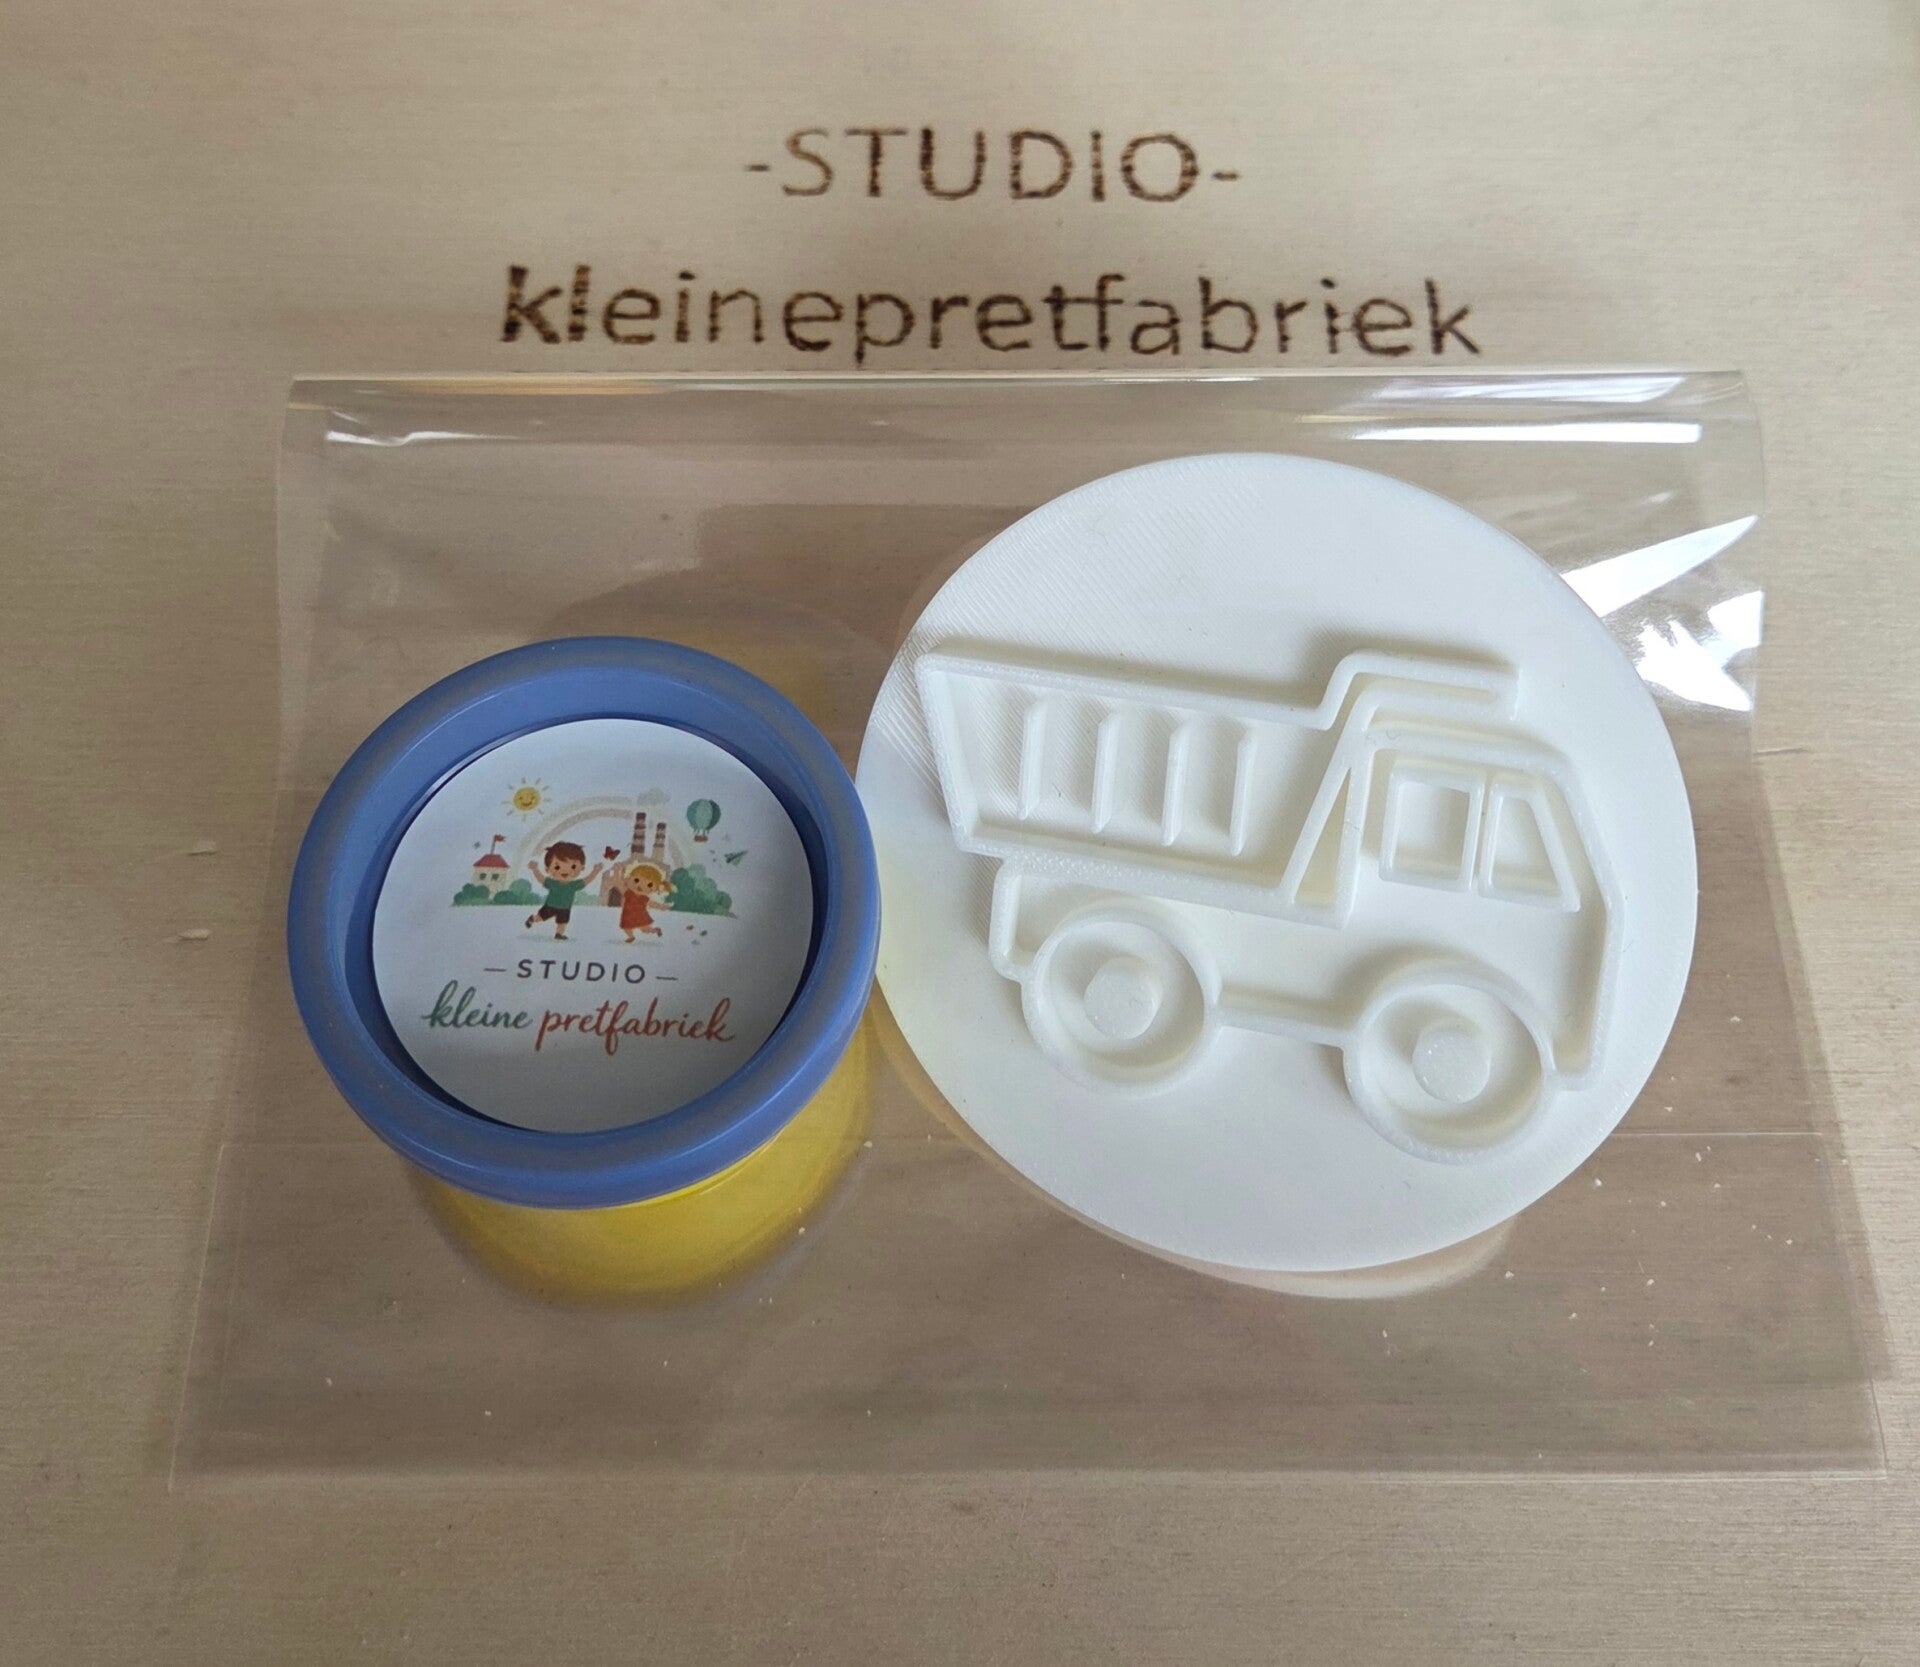 -STUDIO-
kleinepretfabriek
— STUDIO —
kleine pretfabriek